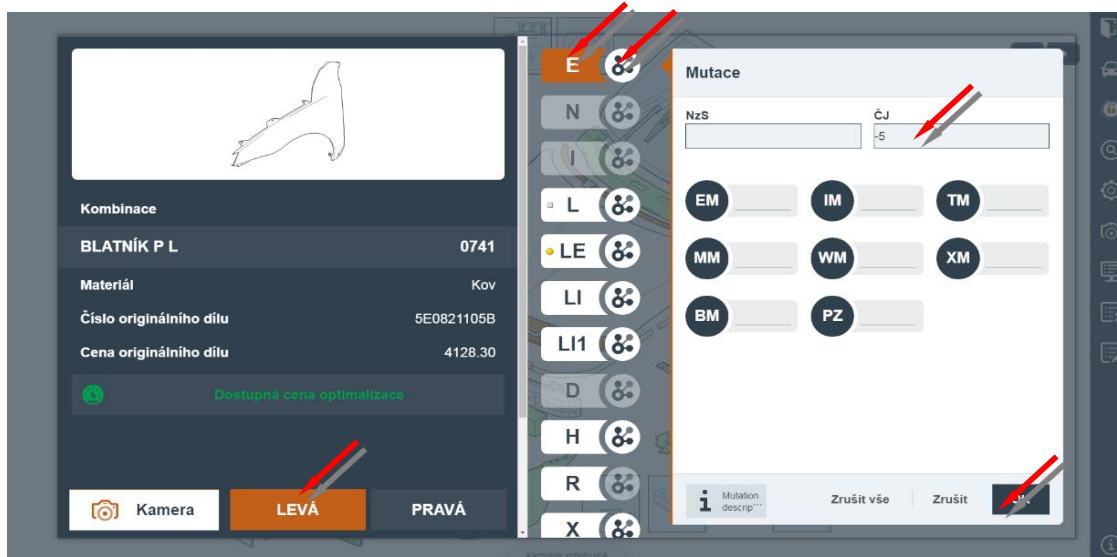 Kombinace
BLATNÍK P L 0741
Materiál Kov
Číslo originálního dílu 5E0821105B
Cena originálního dílu 4128.30
Dostupná cena optimalizace
Kamera LEVÁ PRAVÁ
E
N
I
L
LE
LI
LI1
D
H
R
X
Mutace
NzS ČJ
-5
EM IM TM
MM WM XM
BM PZ
i Mutation
descrip...
Zrušit vše Zrušit OK